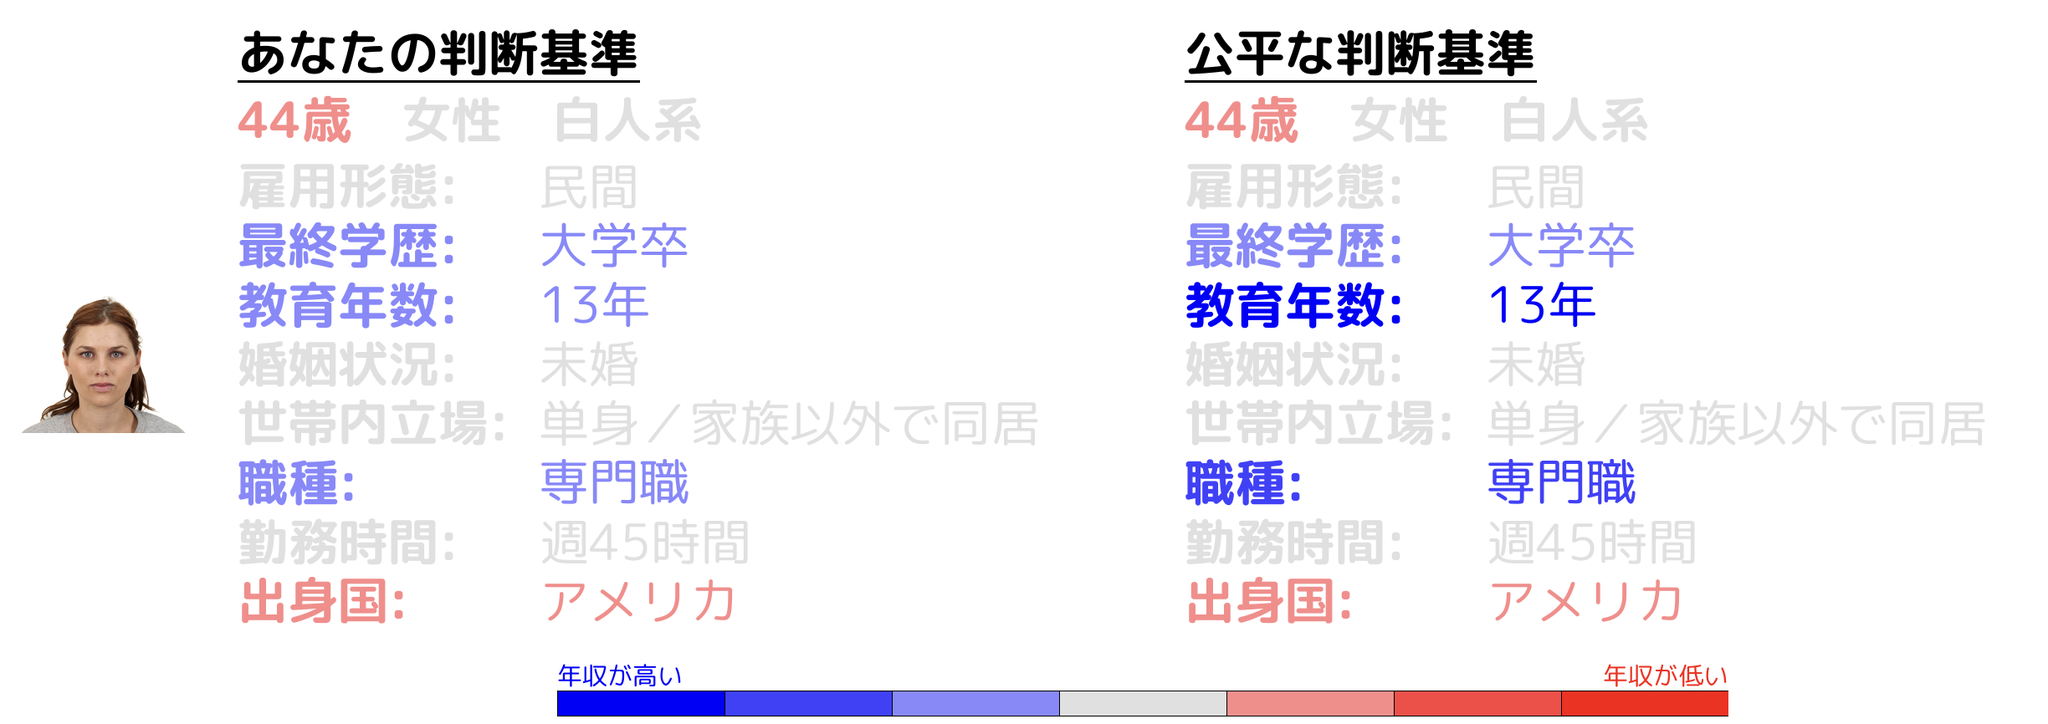 あなたの判断基準
44歳 女性 白人系
雇用形態: 民間
最終学歴: 大学卒
教育年数: 13年
婚姻状況: 未婚
世帯内立場: 単身／家族以外で同居
職種: 専門職
勤務時間: 週45時間
出身国: アメリカ
公平な判断基準
44歳 女性 白人系
雇用形態: 民間
最終学歴: 大学卒
教育年数: 13年
婚姻状況: 未婚
世帯内立場: 単身／家族以外で同居
職種: 専門職
勤務時間: 週45時間
出身国: アメリカ
年収が高い
年収が低い